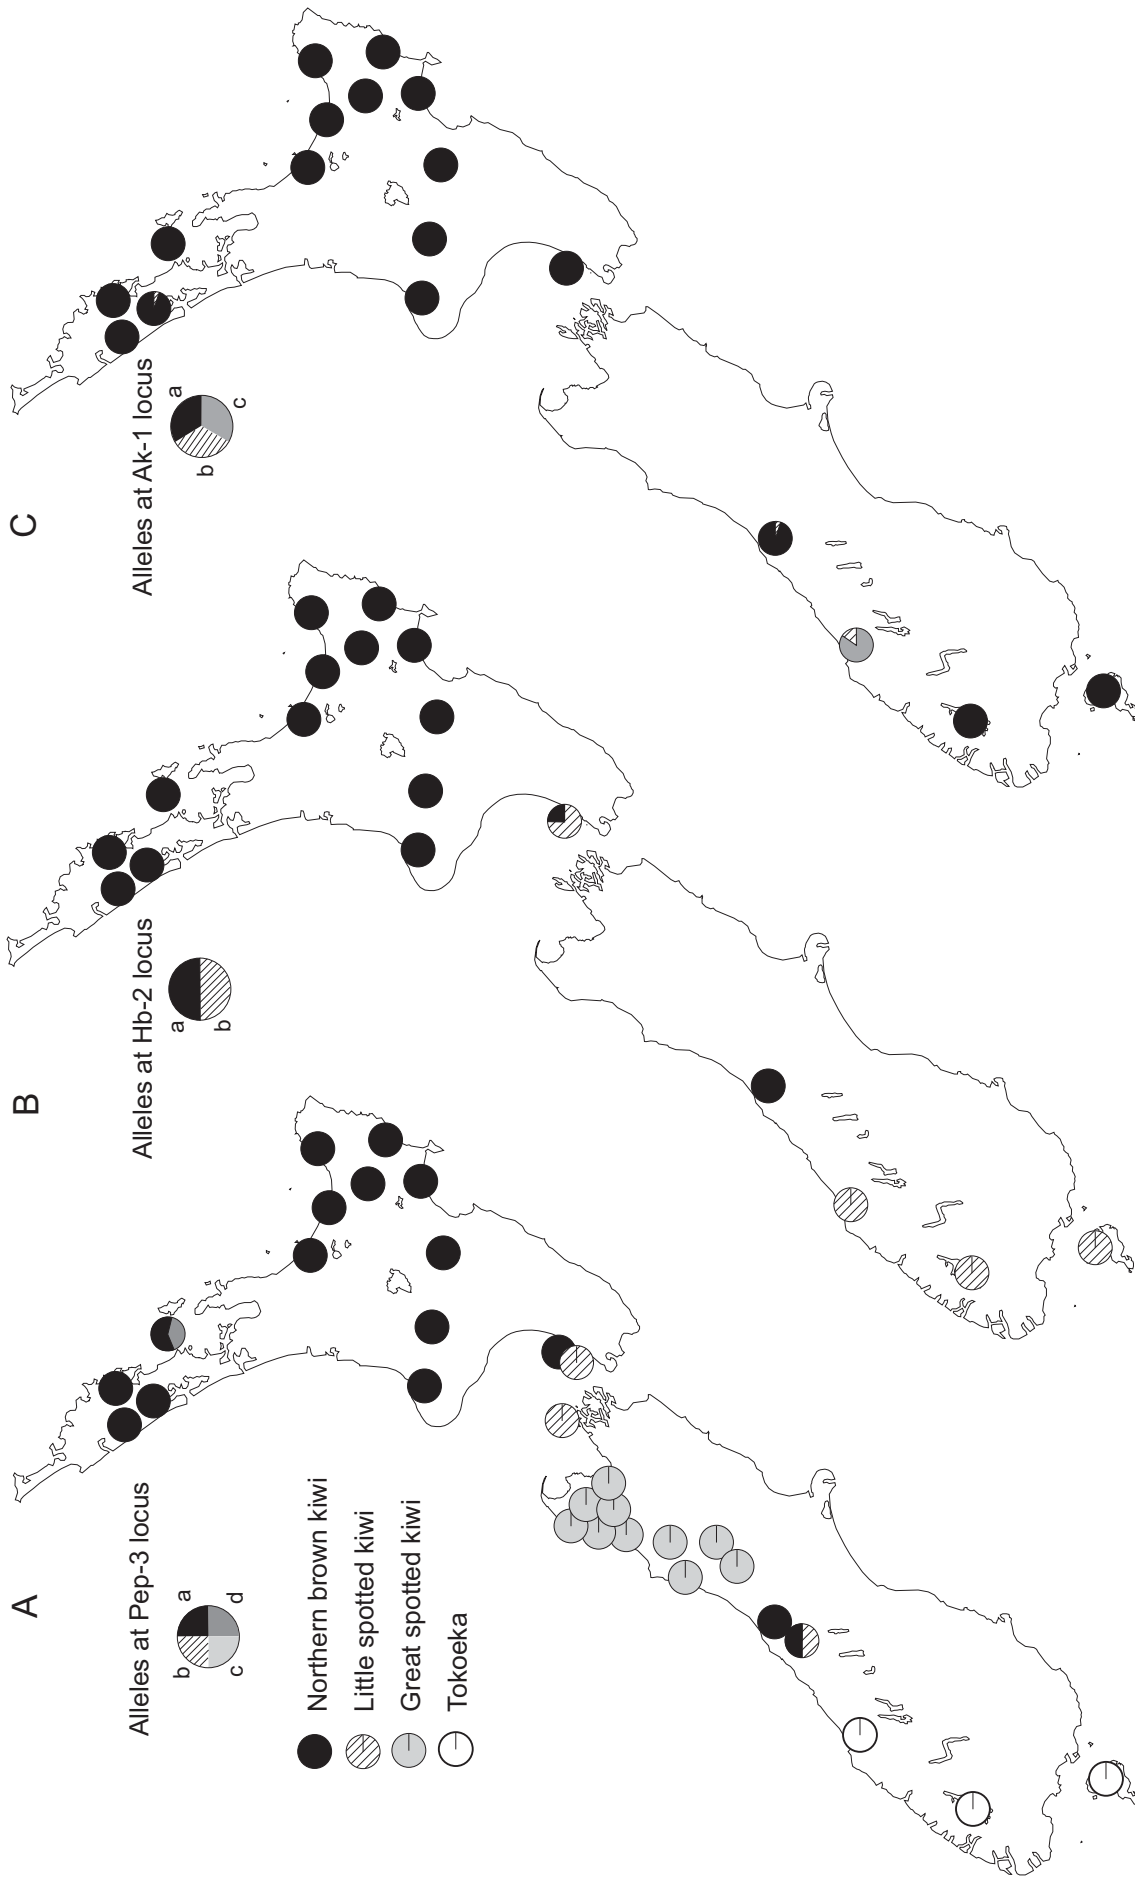 A
Alleles at Pep-3 locus
a
b
c
d
Northern brown kiwi
Little spotted kiwi
Great spotted kiwi
Tokoeka
B
Alleles at Hb-2 locus
a
b
C
Alleles at Ak-1 locus
a
b
c